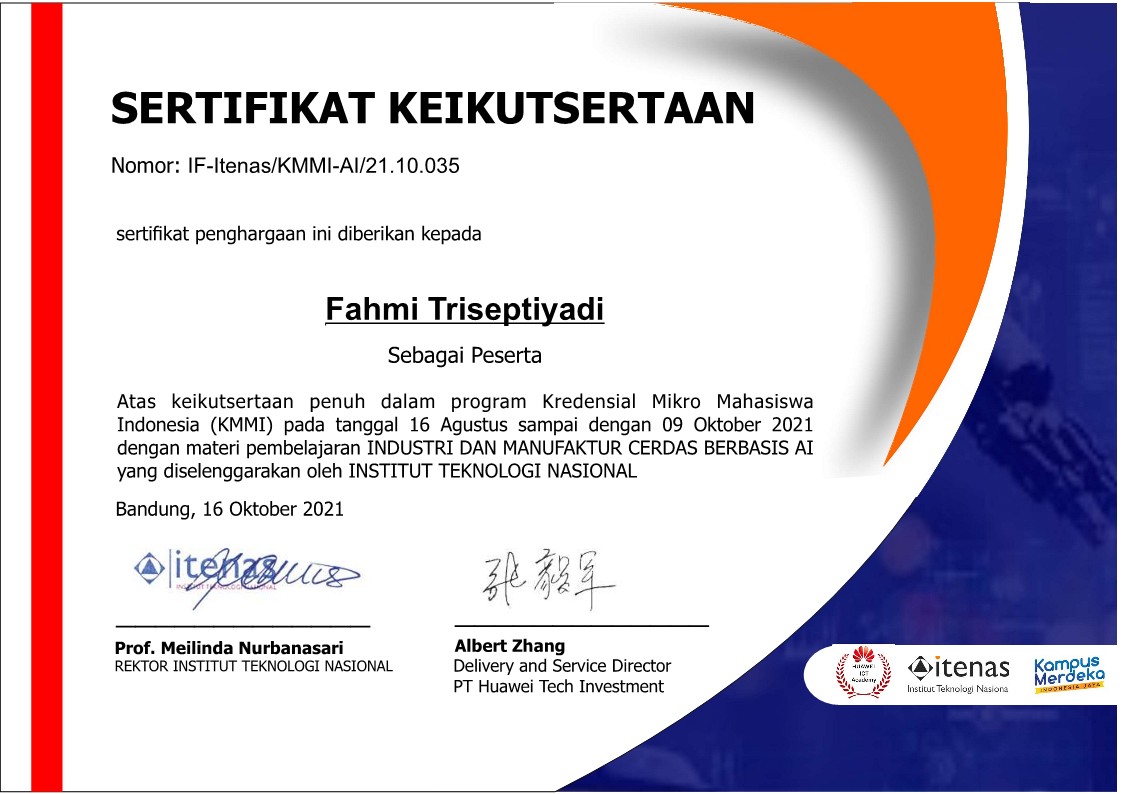 SERTIFIKAT KEIKUTSERTAAN
Nomor: IF-Itenas/KMMI-AI/21.10.035
sertifikat penghargaan ini diberikan kepada
Fahmi Triseptiyadi
Sebagai Peserta
Atas keikutsertaan penuh dalam program Kredensial Mikro Mahasiswa
Indonesia (KMMI) pada tanggal 16 Agustus sampai dengan 09 Oktober 2021
dengan materi pembelajaran INDUSTRI DAN MANUFAKTUR CERDAS BERBASIS AI
yang diselenggarakan oleh INSTITUT TEKNOLOGI NASIONAL
Bandung, 16 Oktober 2021
itenas
INSTITUT TEKNOLOGI NASIONAL
张毅军
Prof. Meilinda Nurbanasari
REKTOR INSTITUT TEKNOLOGI NASIONAL
Albert Zhang
Delivery and Service Director
PT Huawei Tech Investment
HUAWEI
ICT
Academy
itenas
Institut Teknologi Nasiona
Kampus
Merdeka
INDONESIA JAYA